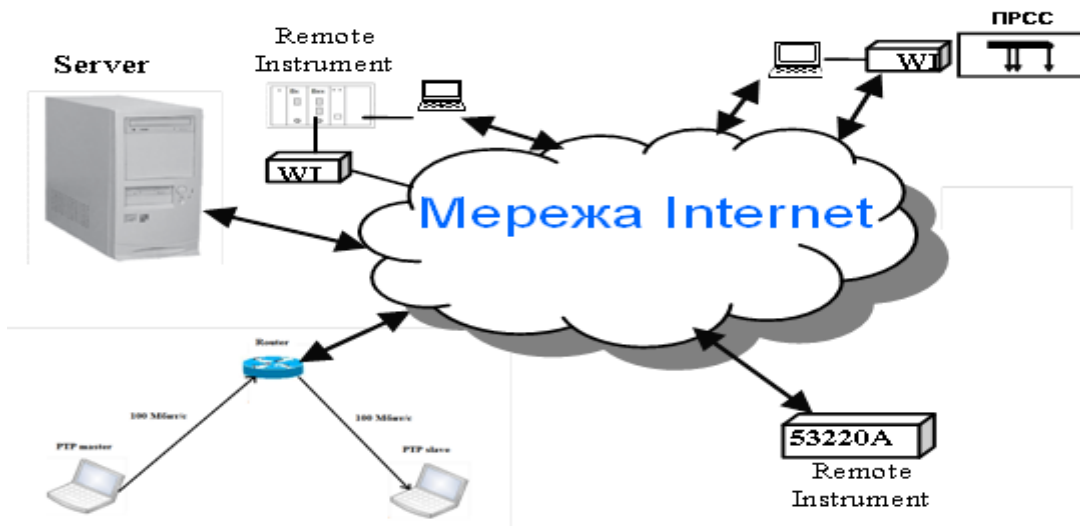 ПРСС
Remote
Instrument
Server
WI
WI
Мережа Internet
Router
100 Мбит/с
100 Мбит/с
PTP master
PTP slave
53220A
Remote
Instrument